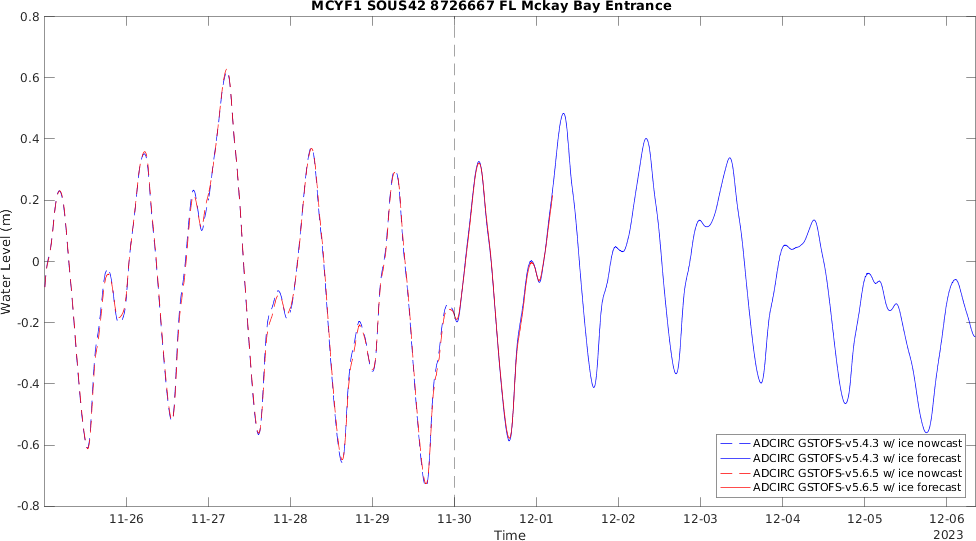 MCYF1 SOUS42 8726667 FL Mckay Bay Entrance
Water Level (m)
0.8
0.6
0.4
0.2
0
-0.2
-0.4
-0.6
-0.8
ADCIRC GSTOFS-v5.4.3 w/ ice nowcast
ADCIRC GSTOFS-v5.4.3 w/ ice forecast
ADCIRC GSTOFS-v5.6.5 w/ ice nowcast
ADCIRC GSTOFS-v5.6.5 w/ ice forecast
11-26 11-27 11-28 11-29 11-30 12-01 12-02 12-03 12-04 12-05 12-06
2023
Time